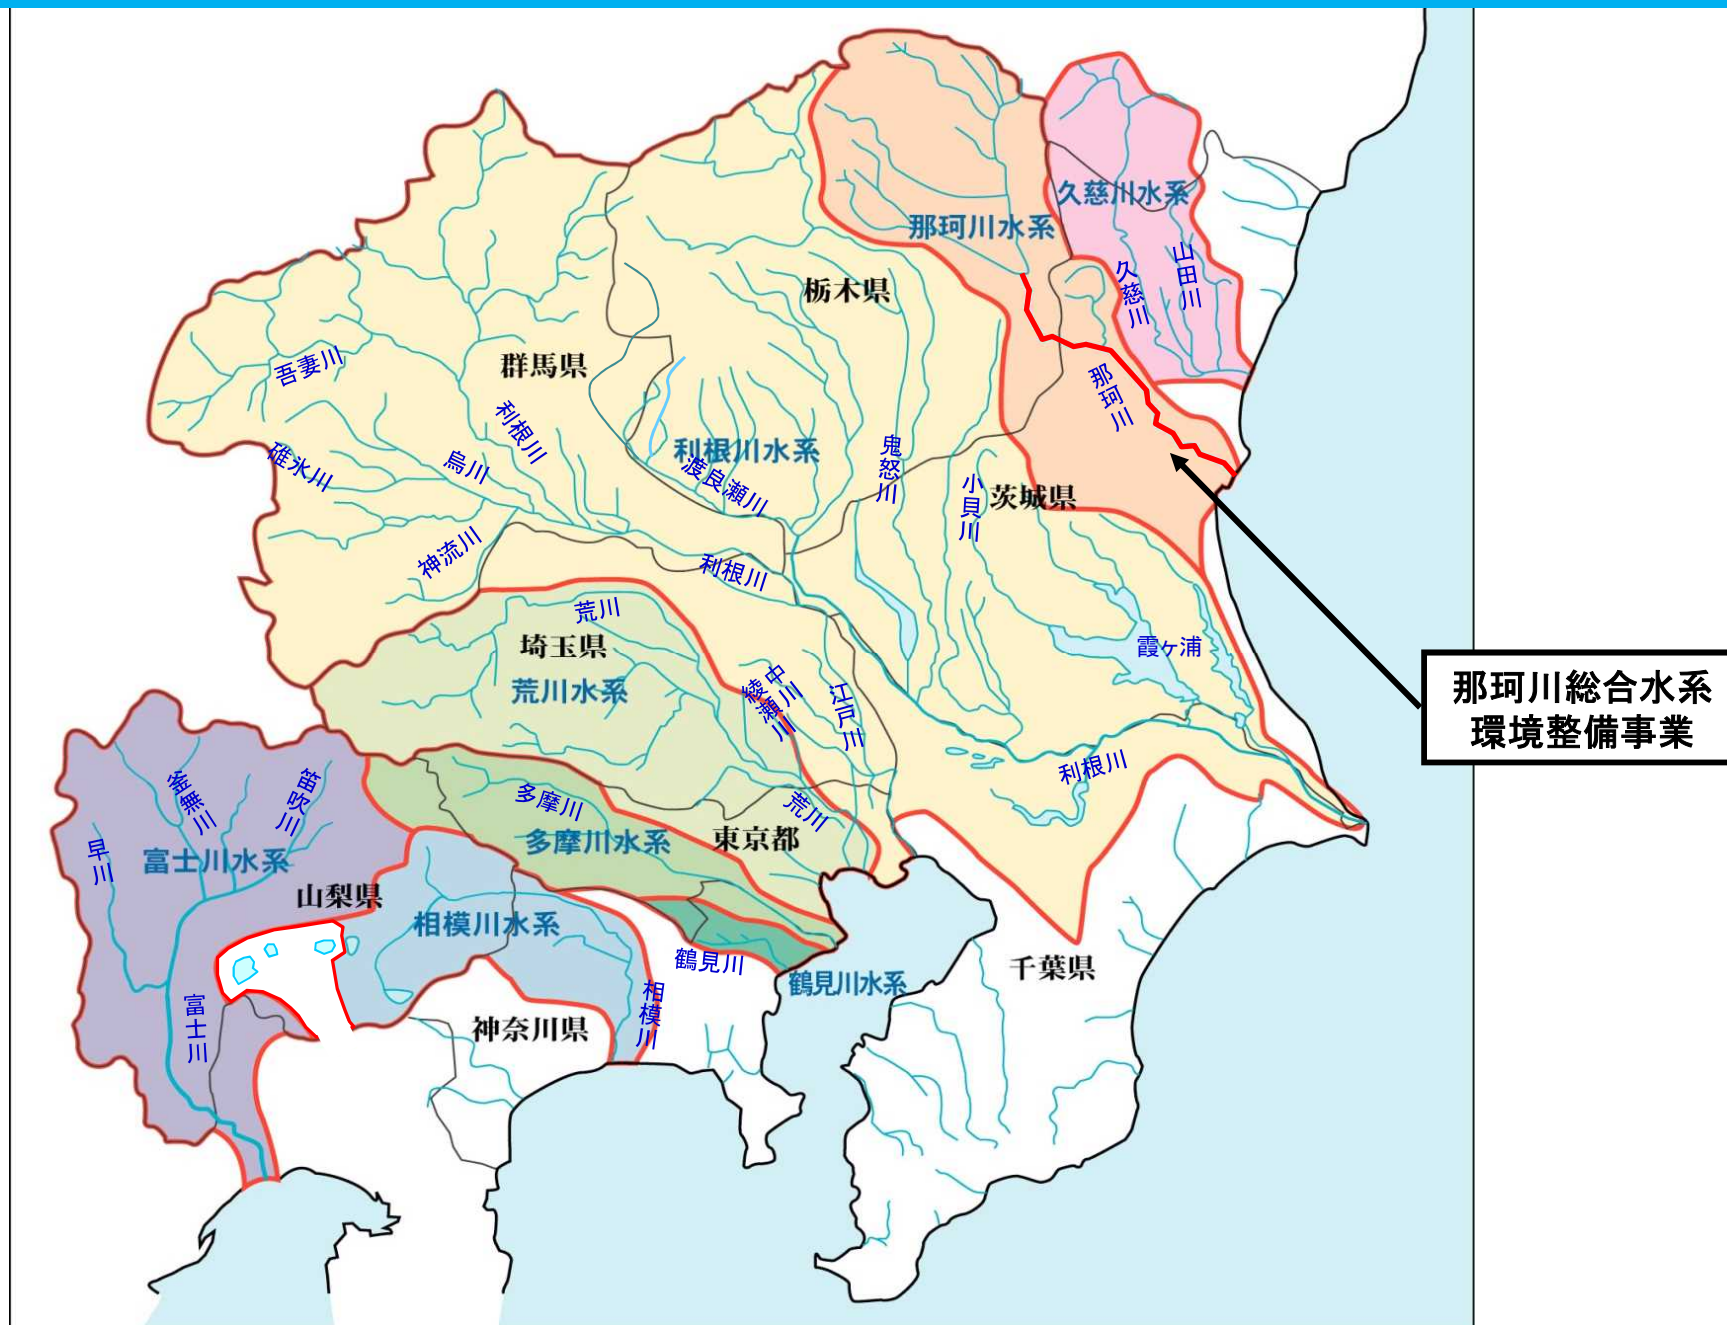 久慈川水系
那珂川水系
山田川
久慈川
栃木県
群馬県
吾妻川
那珂川
利根川
利根川水系
鬼怒川
碓氷川
烏川
渡良瀬川
小貝川
茨城県
神流川
利根川
荒川
埼玉県
霞ヶ浦
荒川水系
綾瀬川
中川
江戸川
那珂川総合水系
環境整備事業
利根川
釜無川
笛吹川
多摩川
荒川
早川
富士川水系
多摩川水系
東京都
山梨県
相模川水系
鶴見川
鶴見川水系
千葉県
富士川
相模川
神奈川県